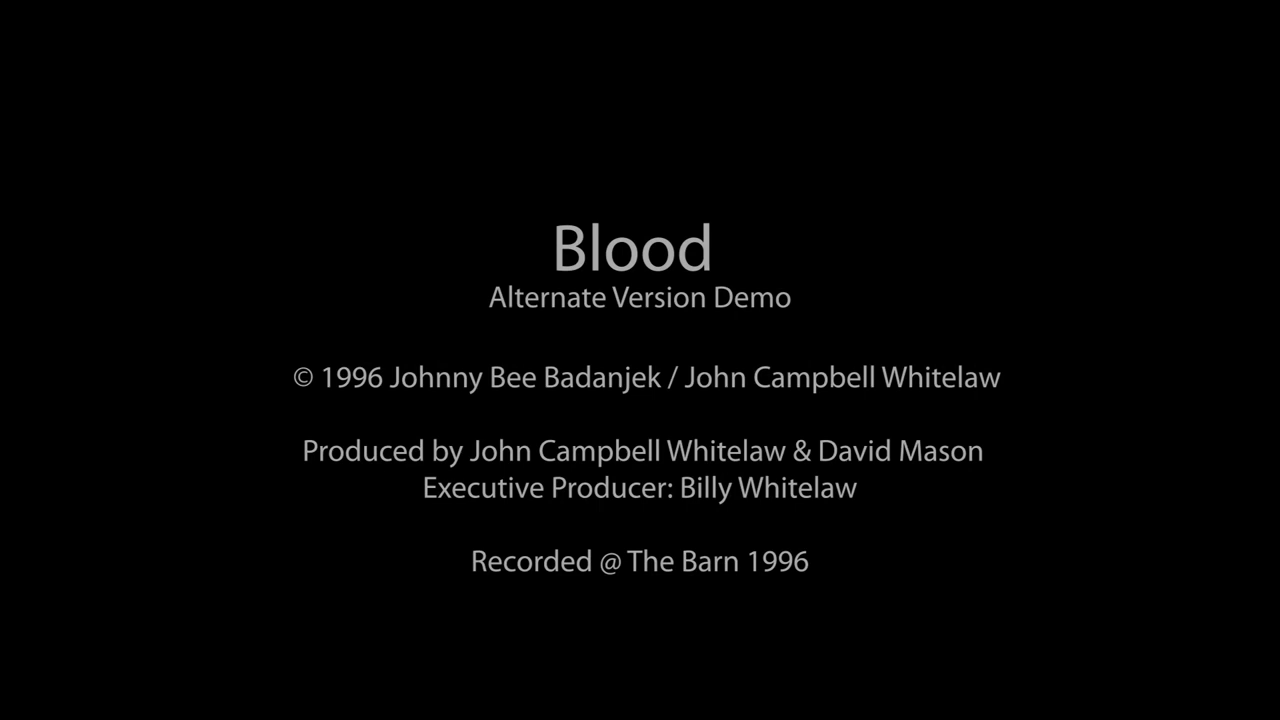 Blood
Alternate Version Demo
© 1996 Johnny Bee Badanjek / John Campbell Whitelaw
Produced by John Campbell Whitelaw & David Mason
Executive Producer: Billy Whitelaw
Recorded @ The Barn 1996